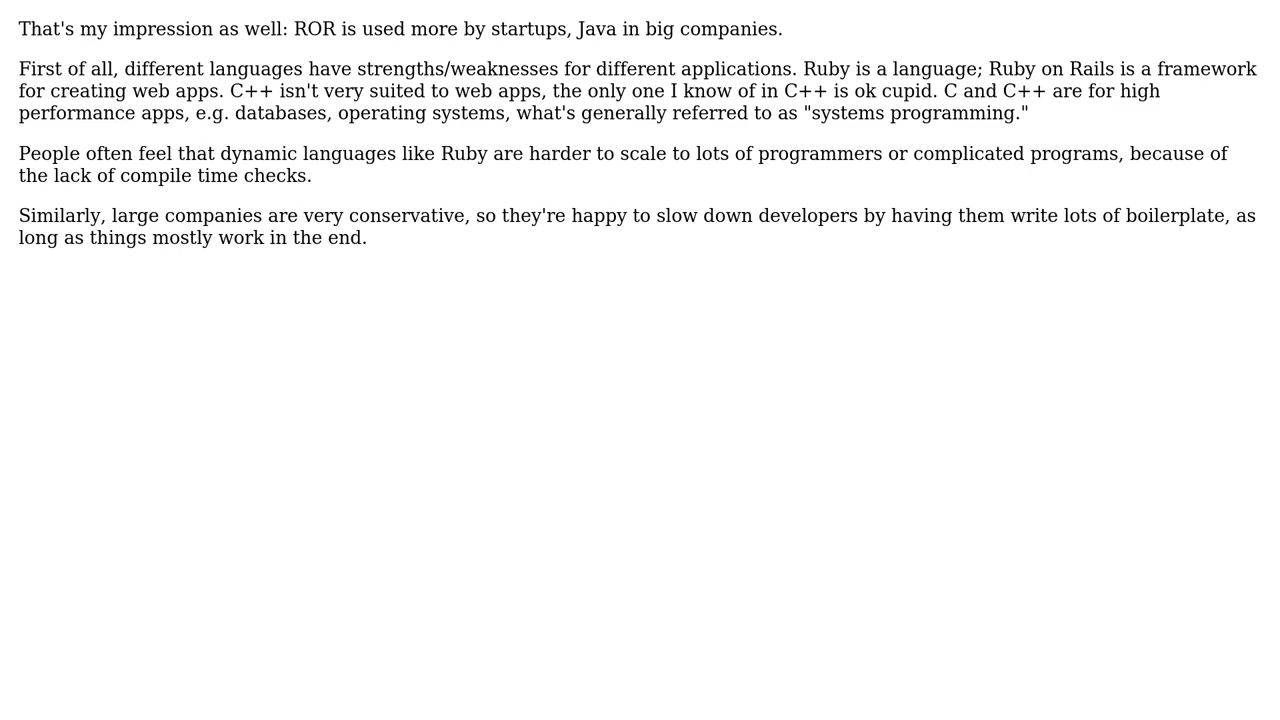 That's my impression as well: ROR is used more by startups, Java in big companies.
First of all, different languages have strengths/weaknesses for different applications. Ruby is a language; Ruby on Rails is a framework
for creating web apps. C++ isn't very suited to web apps, the only one I know of in C++ is ok cupid. C and C++ are for high
performance apps, e.g. databases, operating systems, what's generally referred to as "systems programming."
People often feel that dynamic languages like Ruby are harder to scale to lots of programmers or complicated programs, because of
the lack of compile time checks.
Similarly, large companies are very conservative, so they're happy to slow down developers by having them write lots of boilerplate, as
long as things mostly work in the end.